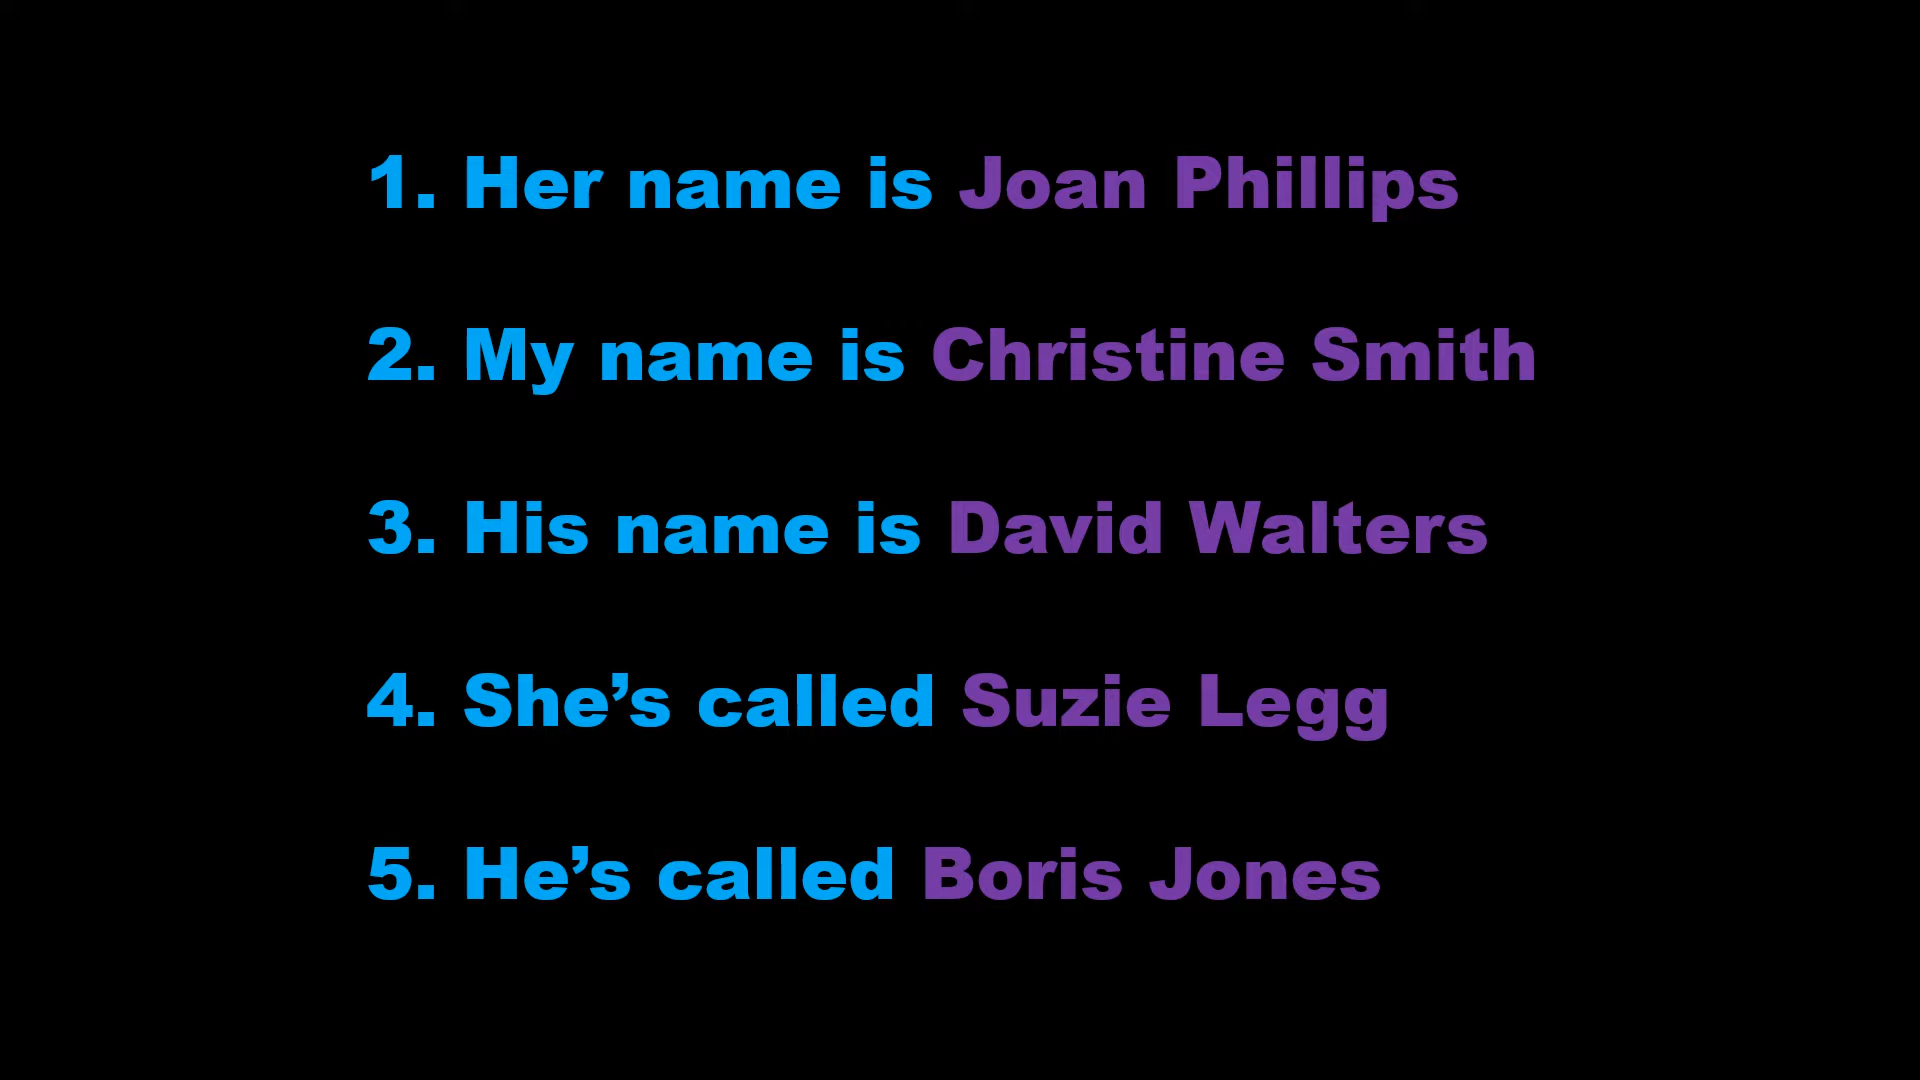 1. Her name is Joan Phillips
2. My name is Christine Smith
3. His name is David Walters
4. She’s called Suzie Legg
5. He’s called Boris Jones